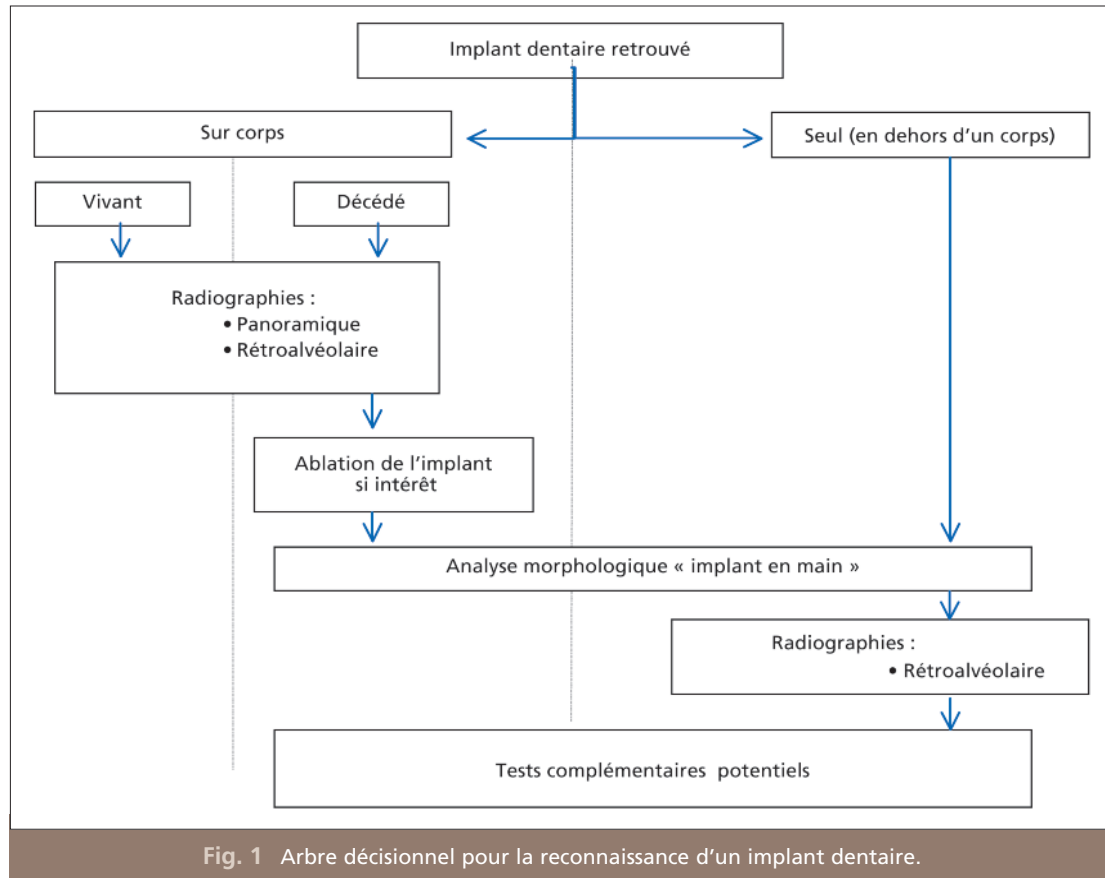 Implant dentaire retrouvé
Sur corps
Seul (en dehors d’un corps)
Vivant
Décédé
Radiographies :
• Panoramique
• Rétroalvéolaire
Ablation de l’implant
si intérêt
Analyse morphologique « implant en main »
Radiographies :
• Rétroalvéolaire
Tests complémentaires potentiels
Fig. 1 Arbre décisionnel pour la reconnaissance d’un implant dentaire.